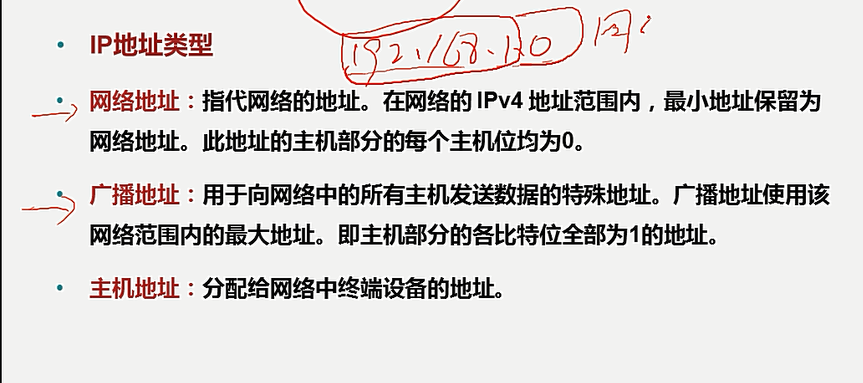 192.168.1.0 网
• IP地址类型
• 网络地址：指代网络的地址。在网络的 IPv4 地址范围内，最小地址保留为
网络地址。此地址的主机部分的每个主机位均为0。
• 广播地址：用于向网络中的所有主机发送数据的特殊地址。广播地址使用该
网络范围内的最大地址。即主机部分的各比特位全部为1的地址。
• 主机地址：分配给网络中终端设备的地址。